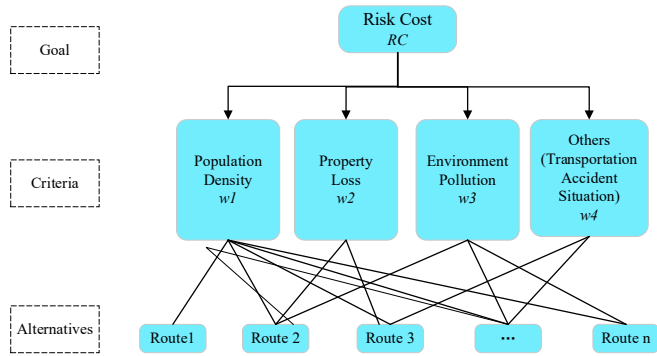 Goal
Risk Cost
RC
Criteria
Population
Density
w1
Property
Loss
w2
Environment
Pollution
w3
Others
(Transportation
Accident
Situation)
w4
Alternatives
Route1
Route 2
Route 3
...
Route n